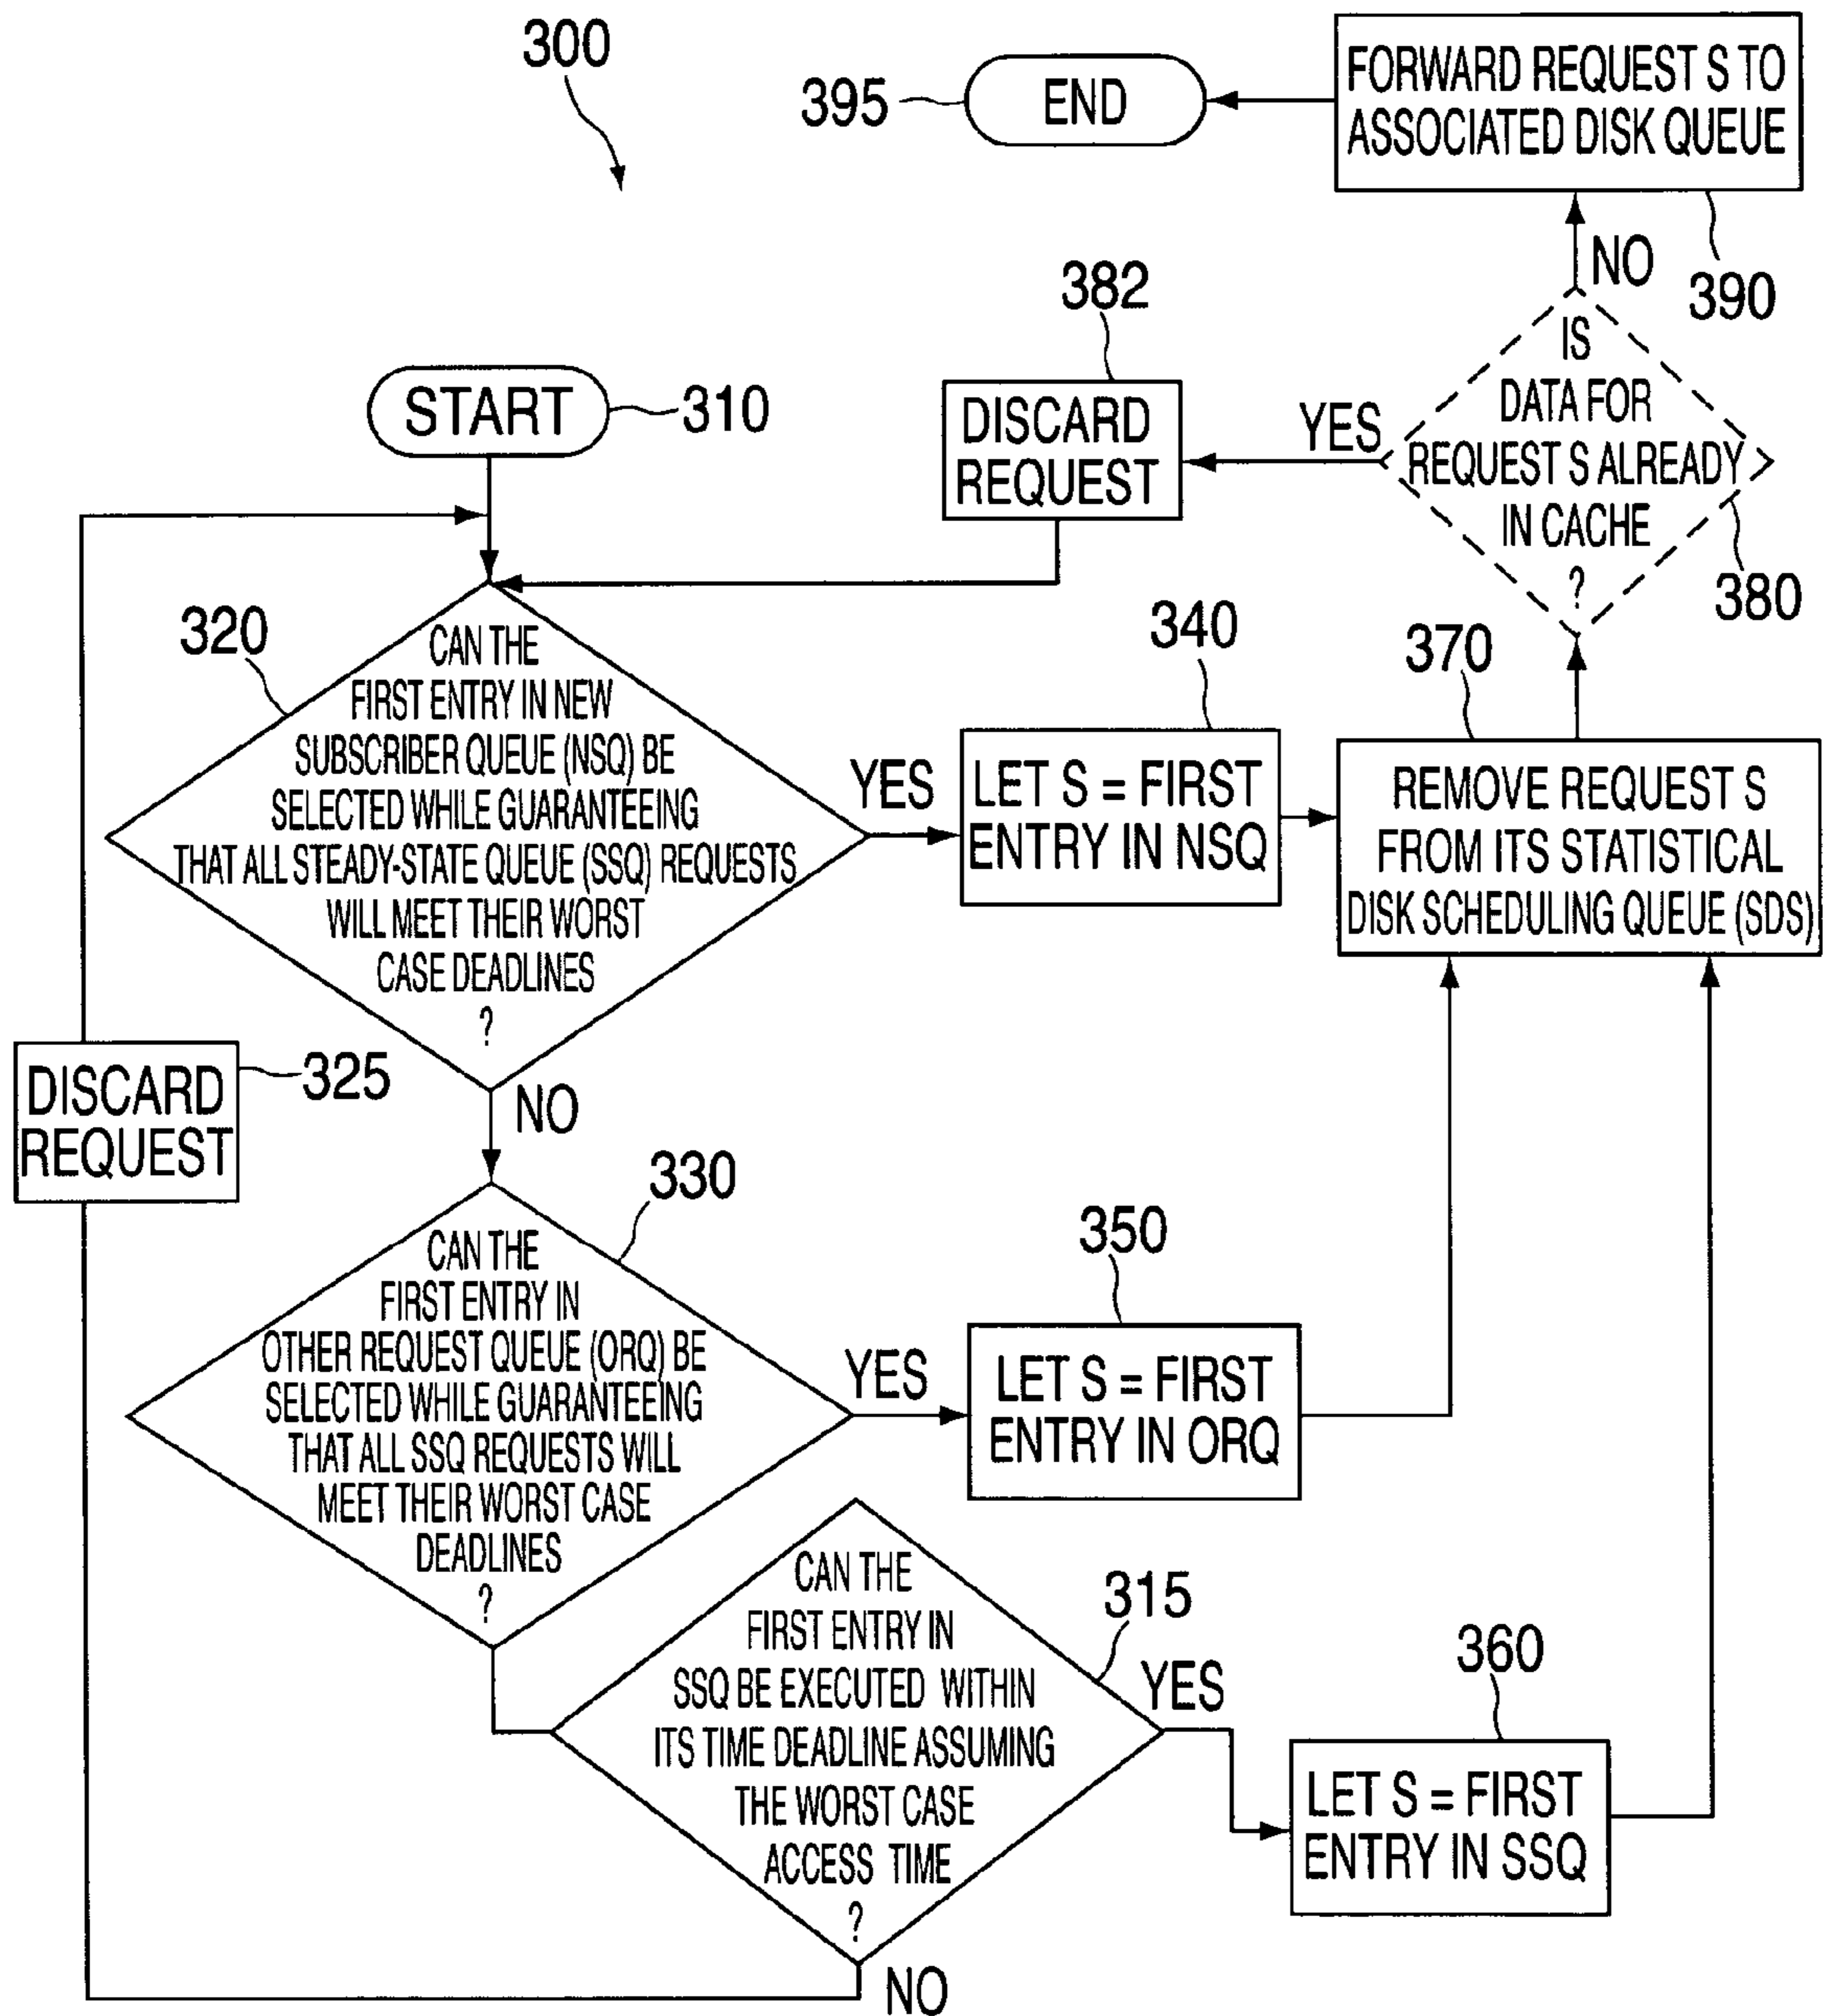 300
395
END
FORWARD REQUEST S TO
ASSOCIATED DISK QUEUE
390
NO
IS
DATA FOR
REQUEST S ALREADY
IN CACHE
?
380
YES
382
DISCARD
REQUEST
START
310
320
CAN THE
FIRST ENTRY IN NEW
SUBSCRIBER QUEUE (NSQ) BE
SELECTED WHILE GUARANTEEING
THAT ALL STEADY-STATE QUEUE (SSQ) REQUESTS
WILL MEET THEIR WORST
CASE DEADLINES
?
YES
340
LET S = FIRST
ENTRY IN NSQ
370
REMOVE REQUEST S
FROM ITS STATISTICAL
DISK SCHEDULING QUEUE (SDS)
DISCARD
REQUEST
325
NO
330
CAN THE
FIRST ENTRY IN
OTHER REQUEST QUEUE (ORQ) BE
SELECTED WHILE GUARANTEEING
THAT ALL SSQ REQUESTS WILL
MEET THEIR WORST CASE
DEADLINES
?
YES
350
LET S = FIRST
ENTRY IN ORQ
CAN THE
FIRST ENTRY IN
SSQ BE EXECUTED WITHIN
ITS TIME DEADLINE ASSUMING
THE WORST CASE
ACCESS TIME
?
315
YES
360
LET S = FIRST
ENTRY IN SSQ
NO